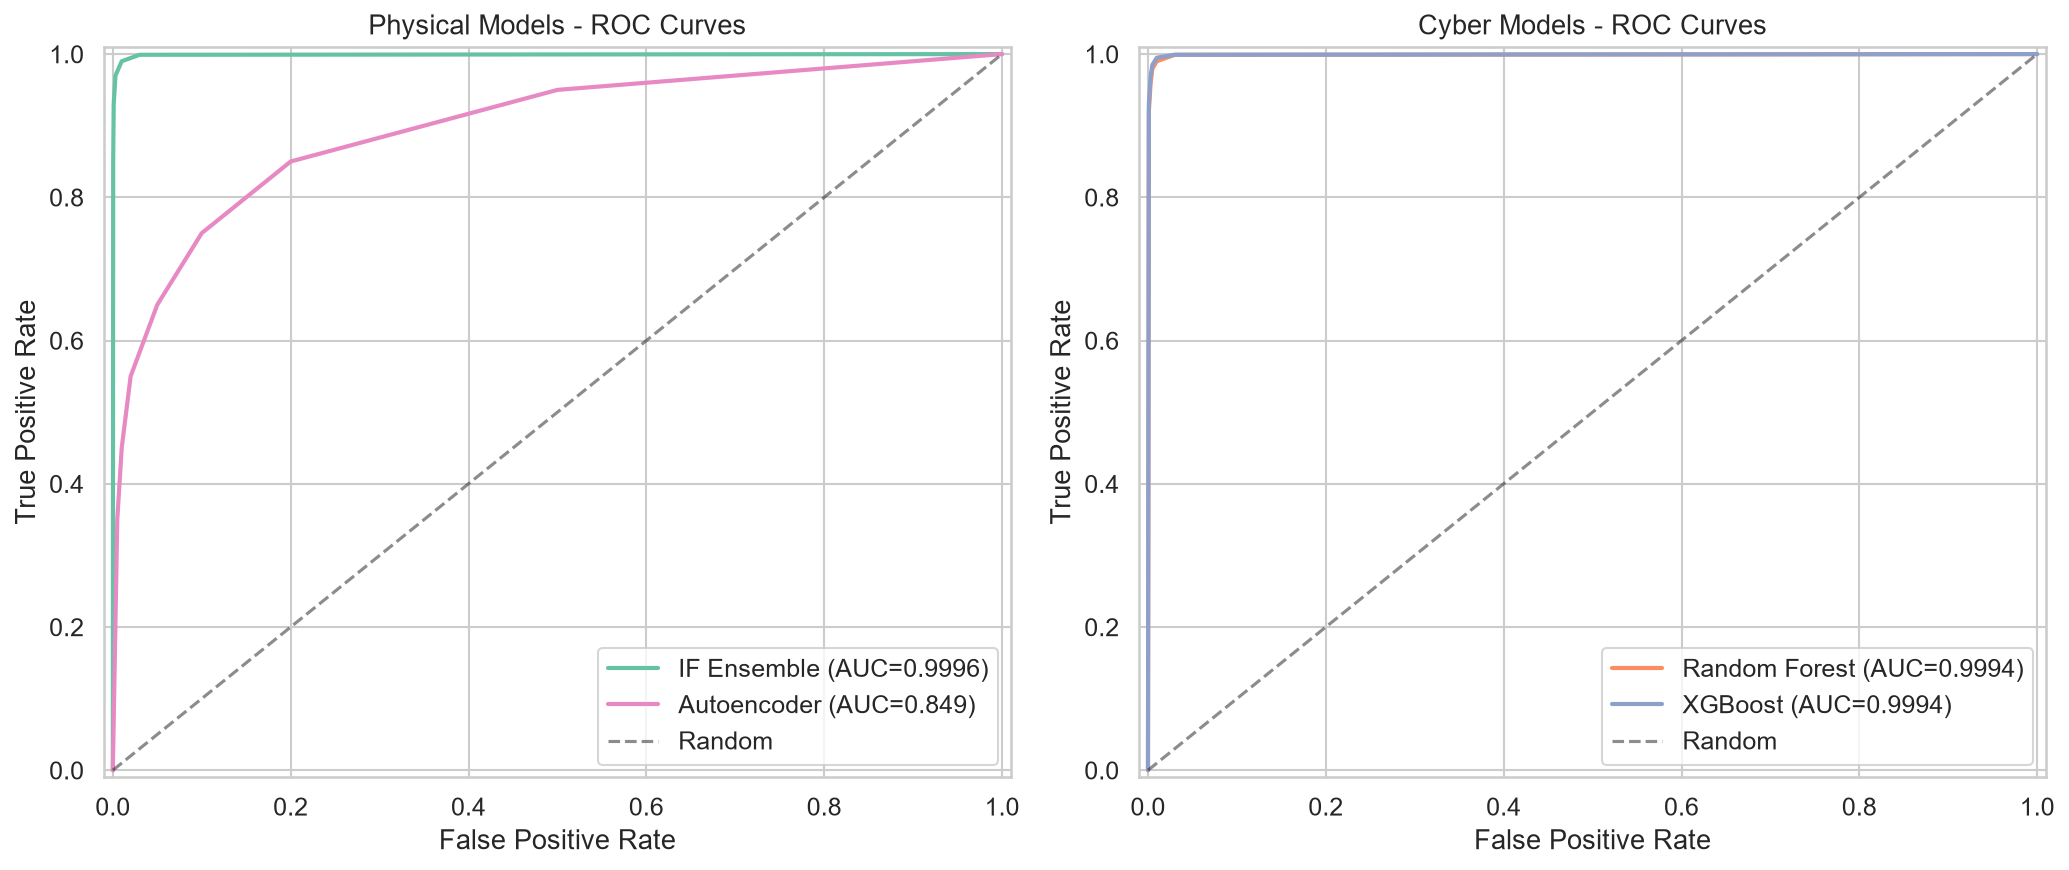 Physical Models - ROC Curves
1.0
0.8
0.6
0.4
0.2
0.0
True Positive Rate
0.0 0.2 0.4 0.6 0.8 1.0
False Positive Rate
IF Ensemble (AUC=0.9996)
Autoencoder (AUC=0.849)
Random
Cyber Models - ROC Curves
1.0
0.8
0.6
0.4
0.2
0.0
True Positive Rate
0.0 0.2 0.4 0.6 0.8 1.0
False Positive Rate
Random Forest (AUC=0.9994)
XGBoost (AUC=0.9994)
Random